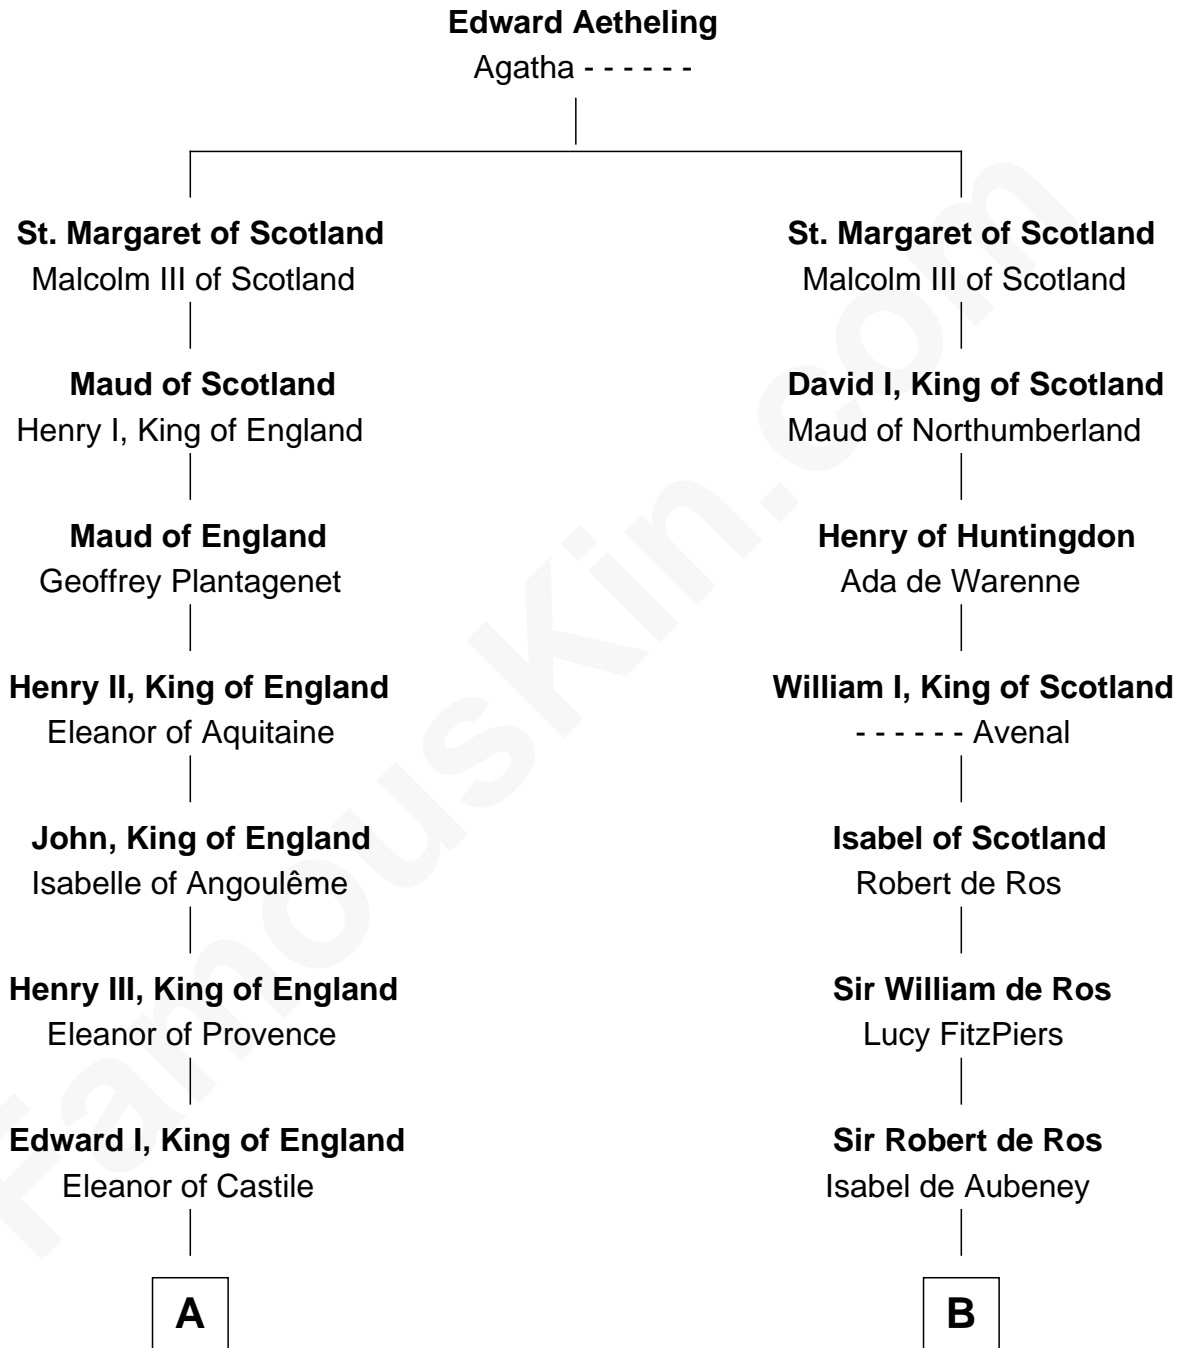 Edward Aetheling
Agatha - - - - - -
St. Margaret of Scotland
Malcolm III of Scotland
St. Margaret of Scotland
Malcolm III of Scotland
Maud of Scotland
Henry I, King of England
David I, King of Scotland
Maud of Northumberland
Maud of England
Geoffrey Plantagenet
Henry of Huntingdon
Ada de Warenne
Henry II, King of England
Eleanor of Aquitaine
William I, King of Scotland
- - - - - - Avenal
John, King of England
Isabelle of Angoulême
Isabel of Scotland
Robert de Ros
Henry III, King of England
Eleanor of Provence
Sir William de Ros
Lucy FitzPiers
Edward I, King of England
Eleanor of Castile
Sir Robert de Ros
Isabel de Aubeney
A
B
FamousKin.com